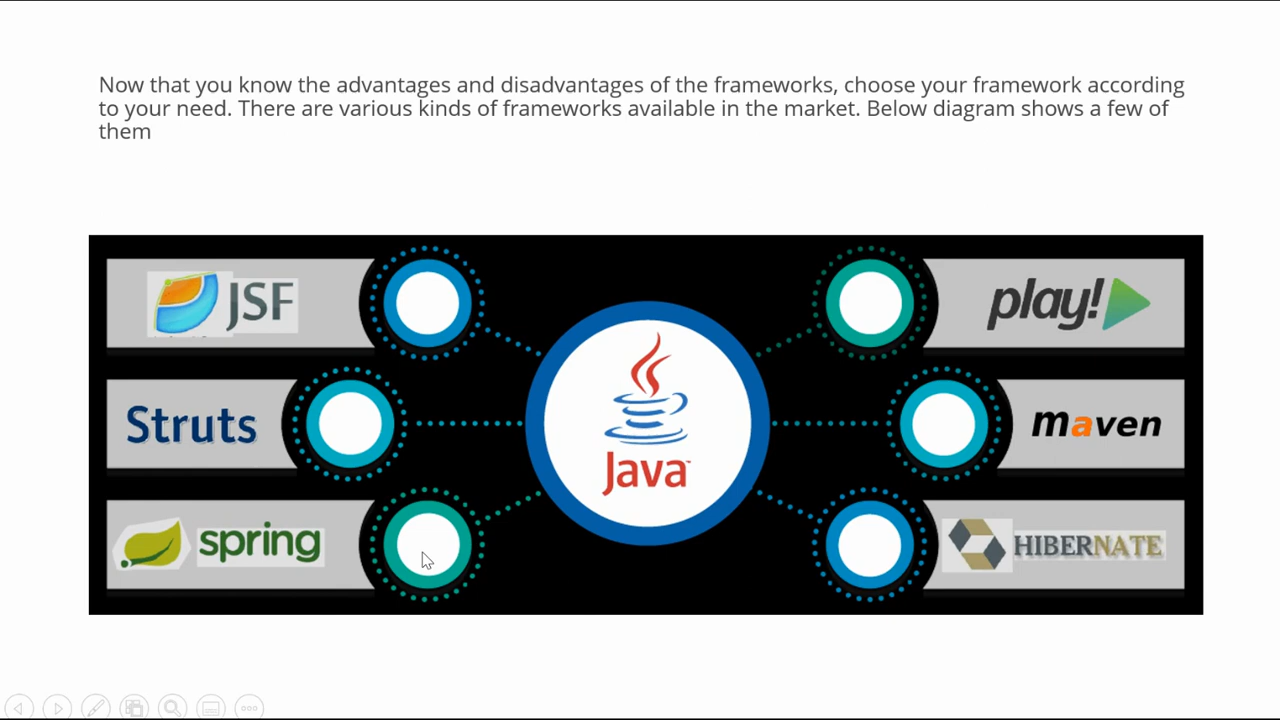 Now that you know the advantages and disadvantages of the frameworks, choose your framework according
to your need. There are various kinds of frameworks available in the market. Below diagram shows a few of
them
JSF
play!
Struts
maven
Java
spring
HIBERNATE